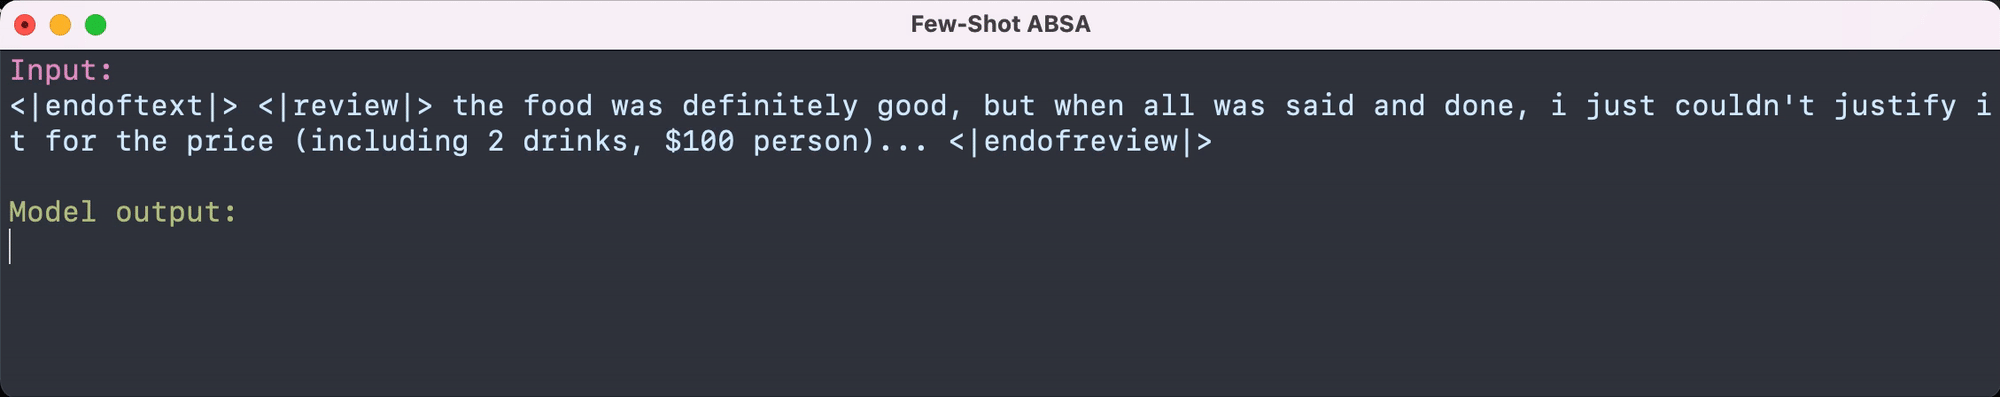 Few-Shot ABSA
Input:
<|endoftext|> <|review|> the food was definitely good, but when all was said and done, i just couldn't justify i
t for the price (including 2 drinks, $100 person)... <|endofreview|>
Model output: